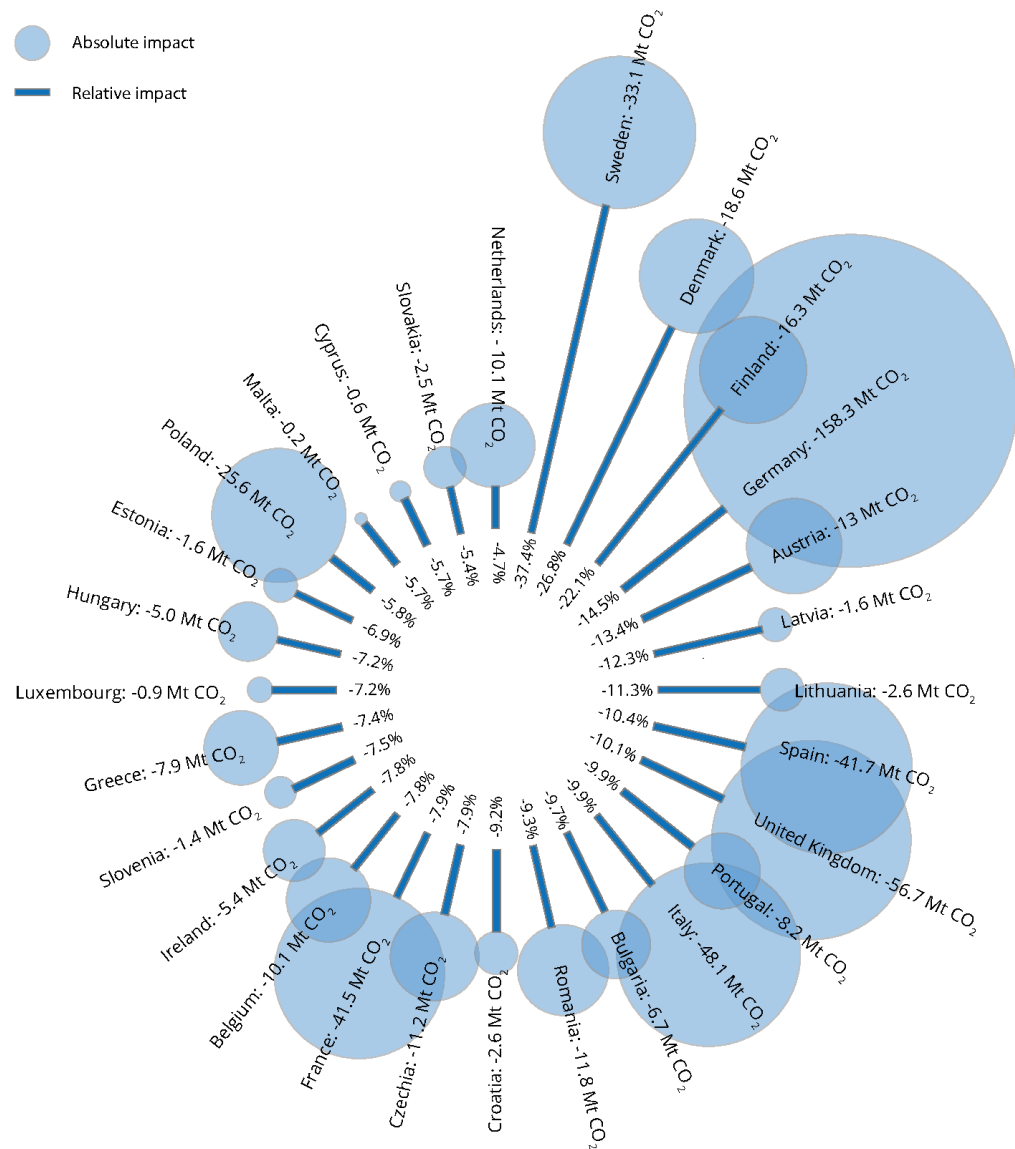 Absolute impact
Relative impact
Sweden: -33.1 Mt CO2
-37.4%
Denmark: -18.6 Mt CO2
-26.8%
Finland: -16.3 Mt CO2
-22.1%
Germany: -158.3 Mt CO2
-14.5%
Austria: -13 Mt CO2
-13.4%
Latvia: -1.6 Mt CO2
-12.3%
Lithuania: -2.6 Mt CO2
-11.3%
Spain: -41.7 Mt CO2
-10.4%
United Kingdom: -56.7 Mt CO2
-10.1%
Portugal: -8.2 Mt CO2
-9.9%
Italy: -48.1 Mt CO2
-9.9%
Bulgaria: -6.7 Mt CO2
-9.7%
Romania: -11.8 Mt CO2
-9.3%
Croatia: -2.6 Mt CO2
-9.2%
Czechia: -11.2 Mt CO2
-7.9%
France: -41.5 Mt CO2
-7.9%
Belgium: -10.1 Mt CO2
-7.8%
Ireland: -5.4 Mt CO2
-7.8%
Slovenia: -1.4 Mt CO2
-7.5%
Greece: -7.9 Mt CO2
-7.4%
Luxembourg: -0.9 Mt CO2
-7.2%
Hungary: -5.0 Mt CO2
-7.2%
Estonia: -1.6 Mt CO2
-6.9%
Poland: -25.6 Mt CO2
-5.8%
Malta: -0.2 Mt CO2
-5.7%
Cyprus: -0.6 Mt CO2
-5.7%
Slovakia: -2.5 Mt CO2
-5.4%
Netherlands: - 10.1 Mt CO2
-4.7%